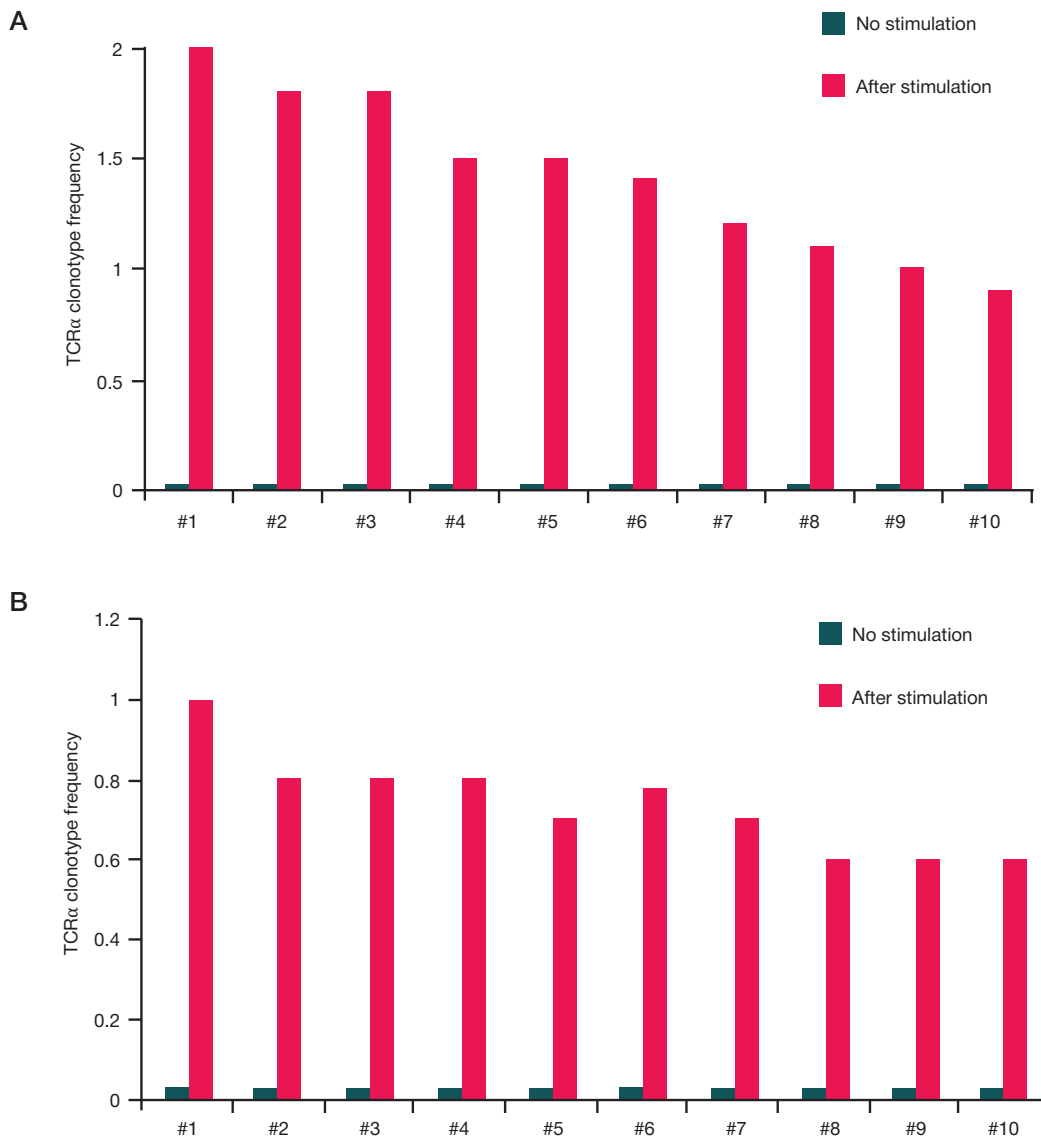 A
No stimulation
After stimulation
TCRα clonotype frequency
2
1.5
1
0.5
0
#1 #2 #3 #4 #5 #6 #7 #8 #9 #10
B
No stimulation
After stimulation
TCRα clonotype frequency
1.2
1
0.8
0.6
0.4
0.2
0
#1 #2 #3 #4 #5 #6 #7 #8 #9 #10